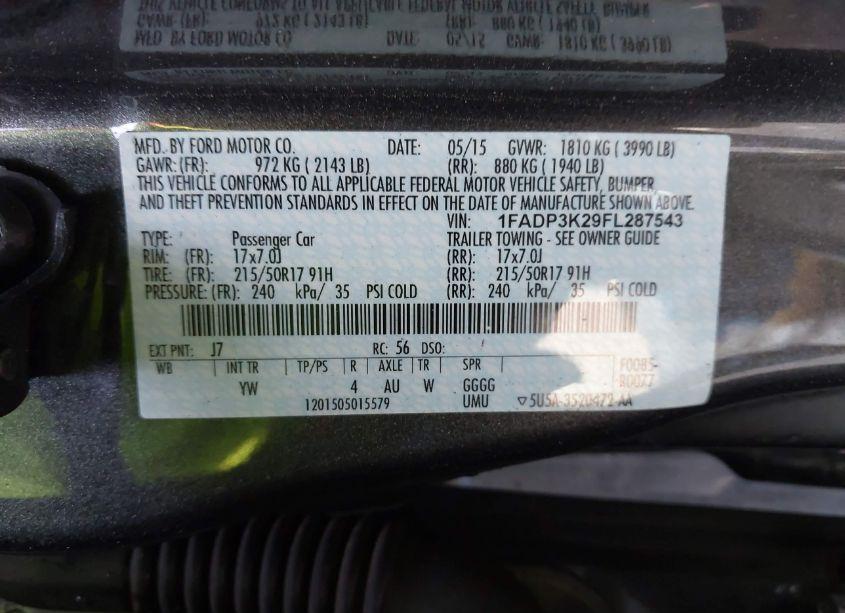 MFD. BY FORD MOTOR CO. DATE: 05/15 GVWR: 1810 KG ( 3990 LB)
GAWR:(FR): 972 KG ( 2143 LB) (RR): 880 KG ( 1940 LB)
THIS VEHICLE CONFORMS TO ALL APPLICABLE FEDERAL MOTOR VEHICLE SAFETY, BUMPER,
AND THEFT PREVENTION STANDARDS IN EFFECT ON THE DATE OF MANUFACTURE SHOWN ABOVE.
VIN: 1FADP3K29FL287543
TYPE: Passenger Car TRAILER TOWING - SEE OWNER GUIDE
RIM: (FR): 17x7.0J (RR): 17x7.0J
TIRE: (FR): 215/50R17 91H (RR): 215/50R17 91H
PRESSURE:(FR): 240 kPa/ 35 PSI COLD (RR): 240 kPa/ 35 PSI COLD
EXT PNT: J7 RC: 56 DSO:
WB INT TR TP/PS R AXLE TR SPR F0085-
YW 4 AU W GGGG R0077
1201505015579 UMU ▽5U5A-3520472-AA